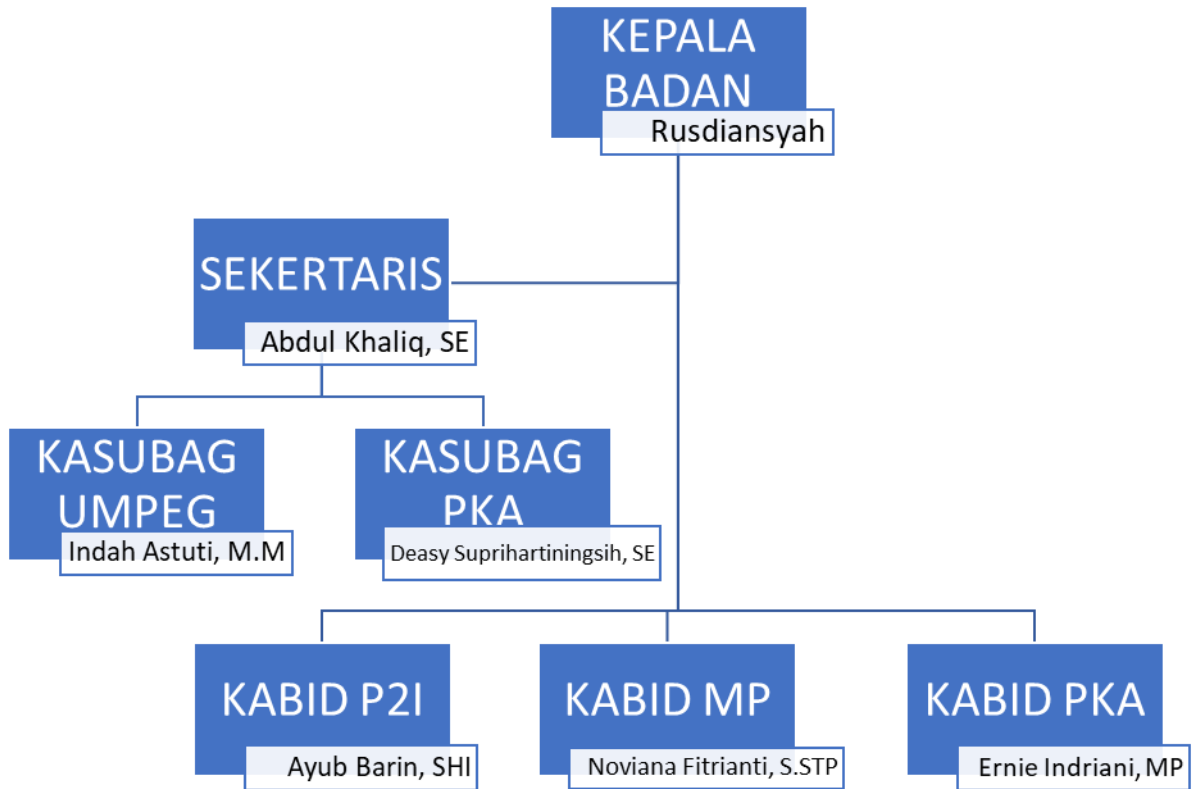 KEPALA
BADAN
Rusdiansyah
SEKERTARIS
Abdul Khaliq, SE
KASUBAG
UMPEG
Indah Astuti, M.M
KASUBAG
PKA
Deasy Suprihartiningsih, SE
KABID P2I
Ayub Barin, SHI
KABID MP
Noviana Fitrianti, S.STP
KABID PKA
Ernie Indriani, MP